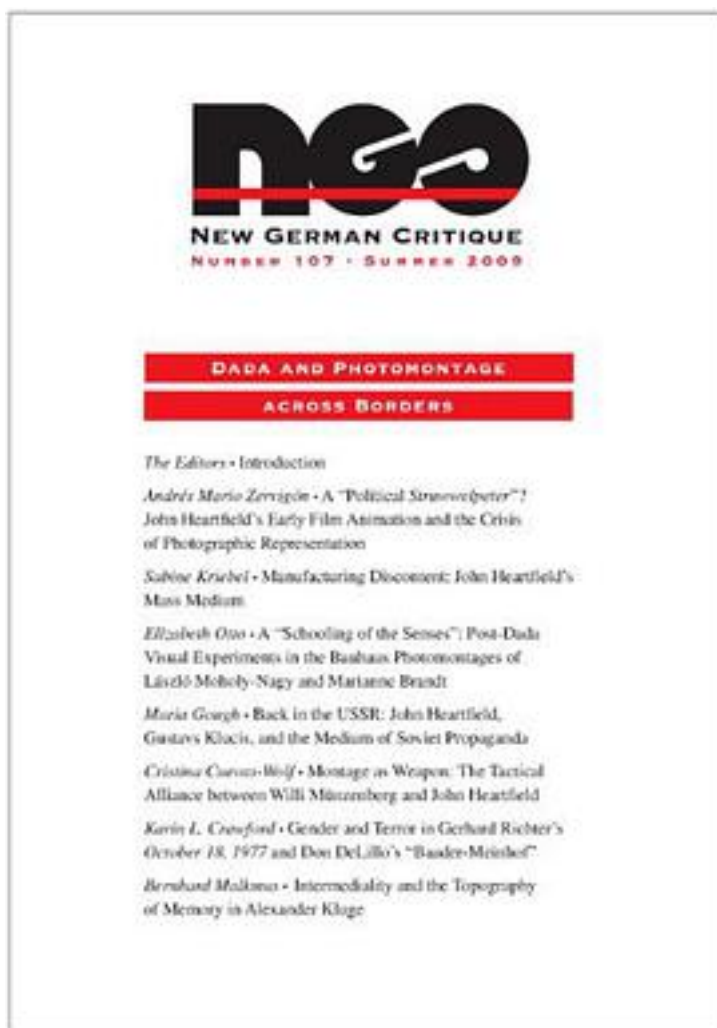 NGC
NEW GERMAN CRITIQUE
NUMBER 107 · SUMMER 2009
DADA AND PHOTOMONTAGE
ACROSS BORDERS
The Editors • Introduction
Andrés Mario Zervigón • A "Political Struwwelpeter"?
John Heartfield's Early Film Animation and the Crisis
of Photographic Representation
Sabine Kriebel • Manufacturing Discontent: John Heartfield's
Mass Medium
Elizabeth Otto • A "Schooling of the Senses": Post-Dada
Visual Experiments in the Bauhaus Photomontages of
László Moholy-Nagy and Marianne Brandt
Maria Gough • Back in the USSR: John Heartfield,
Gustavs Klucis, and the Medium of Soviet Propaganda
Cristina Cuevas-Wolf • Montage as Weapon: The Tactical
Alliance between Willi Münzenberg and John Heartfield
Karin L. Crawford • Gender and Terror in Gerhard Richter's
October 18, 1977 and Don DeLillo's "Baader-Meinhof"
Bernhard Malkmus • Intermediality and the Topography
of Memory in Alexander Kluge